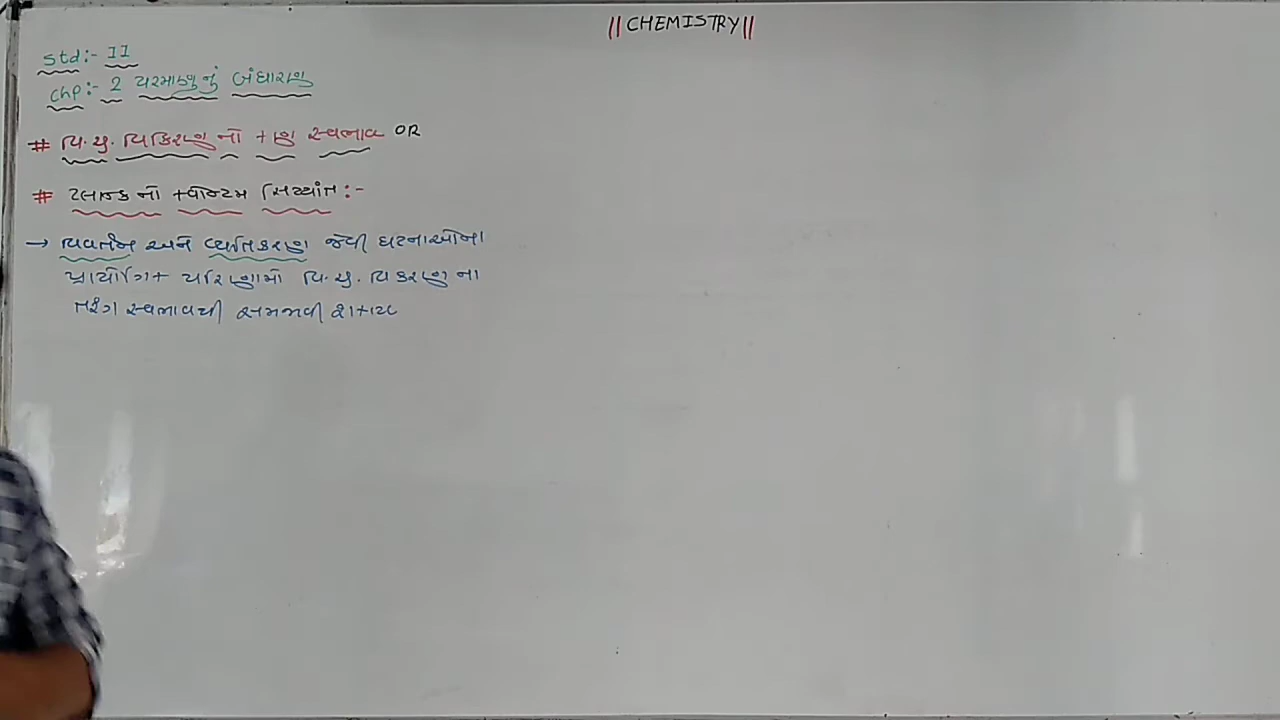 ||CHEMISTRY||
std:- 11
chp:- 2 પરમાણુનું બંધારણ
# વિ.ચુ. વિકિરણનો કણ સ્વભાવ OR
# પ્લાન્કનો ક્વોન્ટમ સિધ્ધાંત:-
→ વિવર્તન અને વ્યતિકરણ જેવી ઘટનાઓના
પ્રાયોગિક પરિણામો વિ.ચુ. વિકરણ ના
તરંગ સ્વભાવથી સમજાવી શકાય